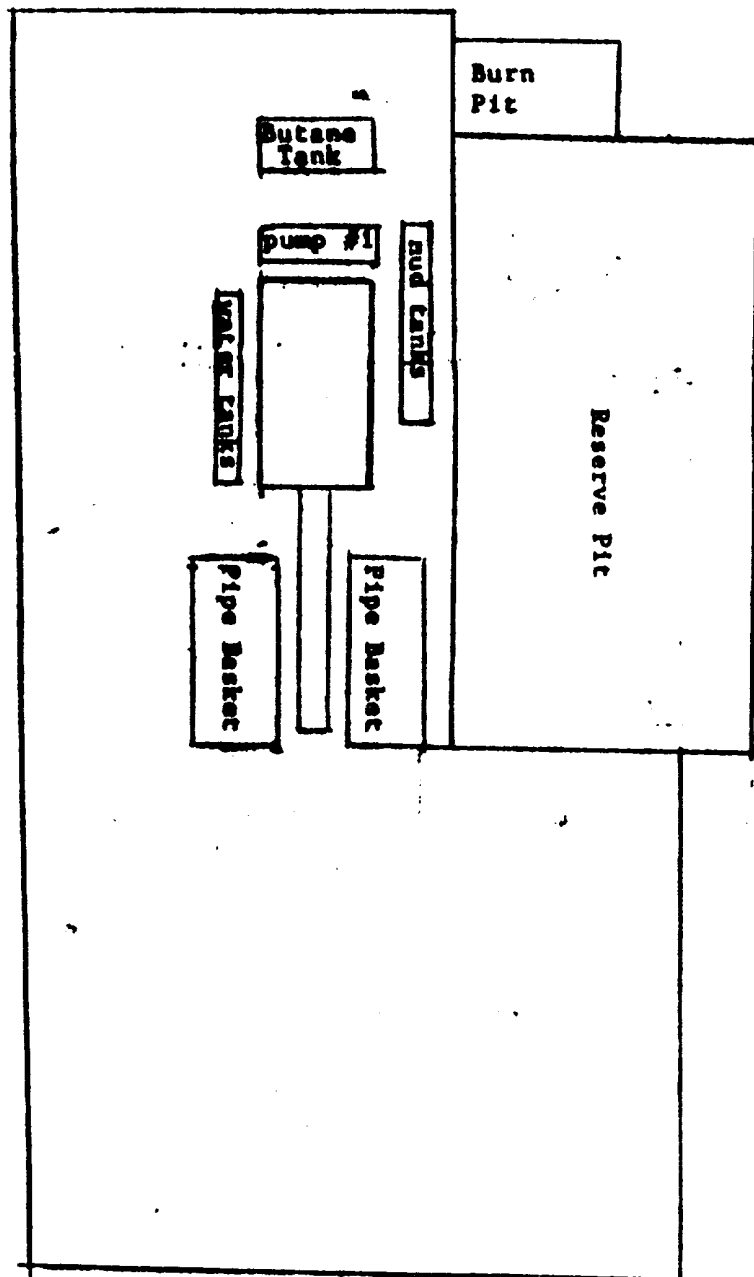 Burn
Pit
Butane
Tank
pump #1
mud tanks
water tanks
Reserve Pit
Pipe Basket
Pipe Basket